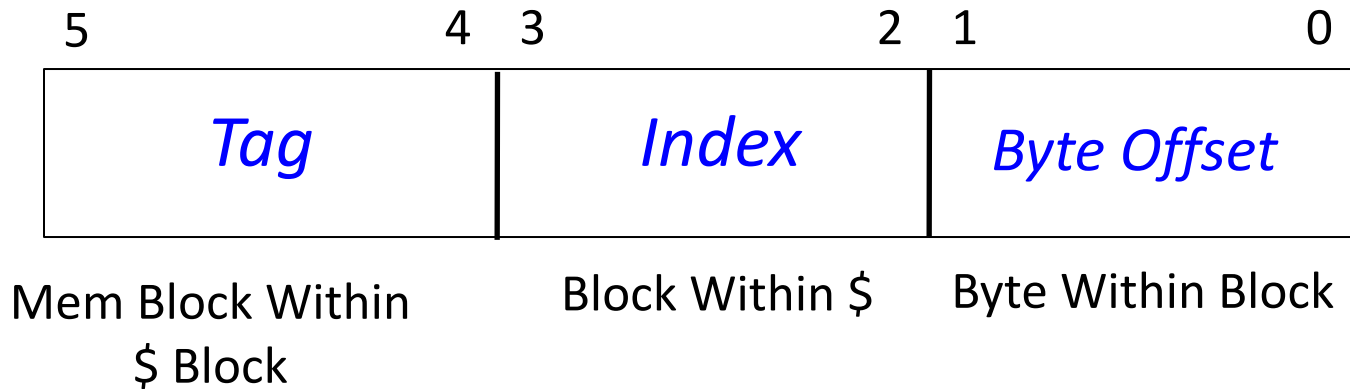 5 4 3 2 1 0
Tag Index Byte Offset
Mem Block Within
$ Block
Block Within $
Byte Within Block